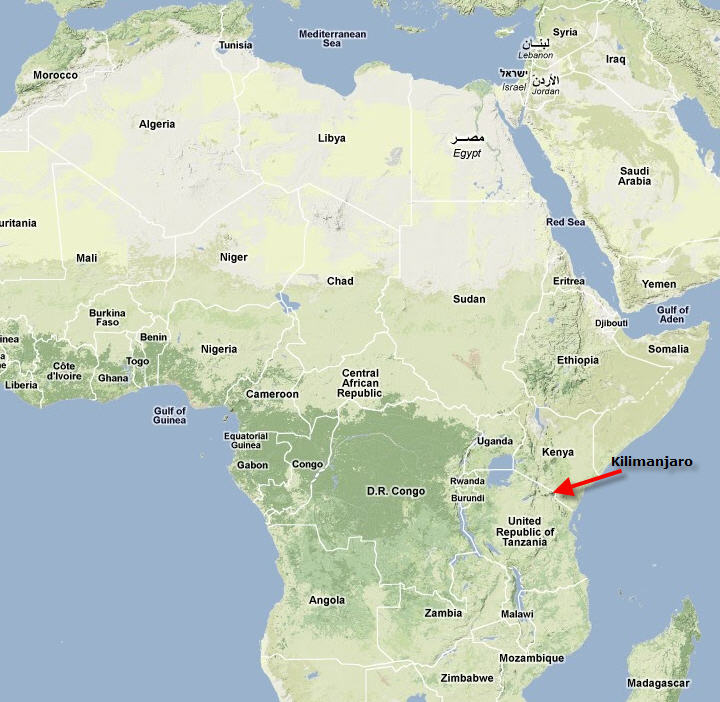 Mediterranean
Sea
Tunisia
Morocco
Syria
لبنان
Lebanon
Iraq
ישראל
Israel
الأردن
Jordan
Algeria
Libya
مصر
Egypt
Saudi
Arabia
uritania
Red Sea
Mali
Niger
Chad
Sudan
Eritrea
Yemen
Gulf of
Aden
Burkina
Faso
Djibouti
Benin
Nigeria
Togo
inea
Somalia
Côte
d'Ivoire
Ghana
Liberia
Ethiopia
Central
African
Republic
Cameroon
Gulf of
Guinea
Equatorial
Guinea
Gabon
Congo
Uganda
Kenya
Kilimanjaro
Rwanda
Burundi
D.R. Congo
United
Republic of
Tanzania
Angola
Zambia
Malawi
Mozambique
Zimbabwe
Madagascar